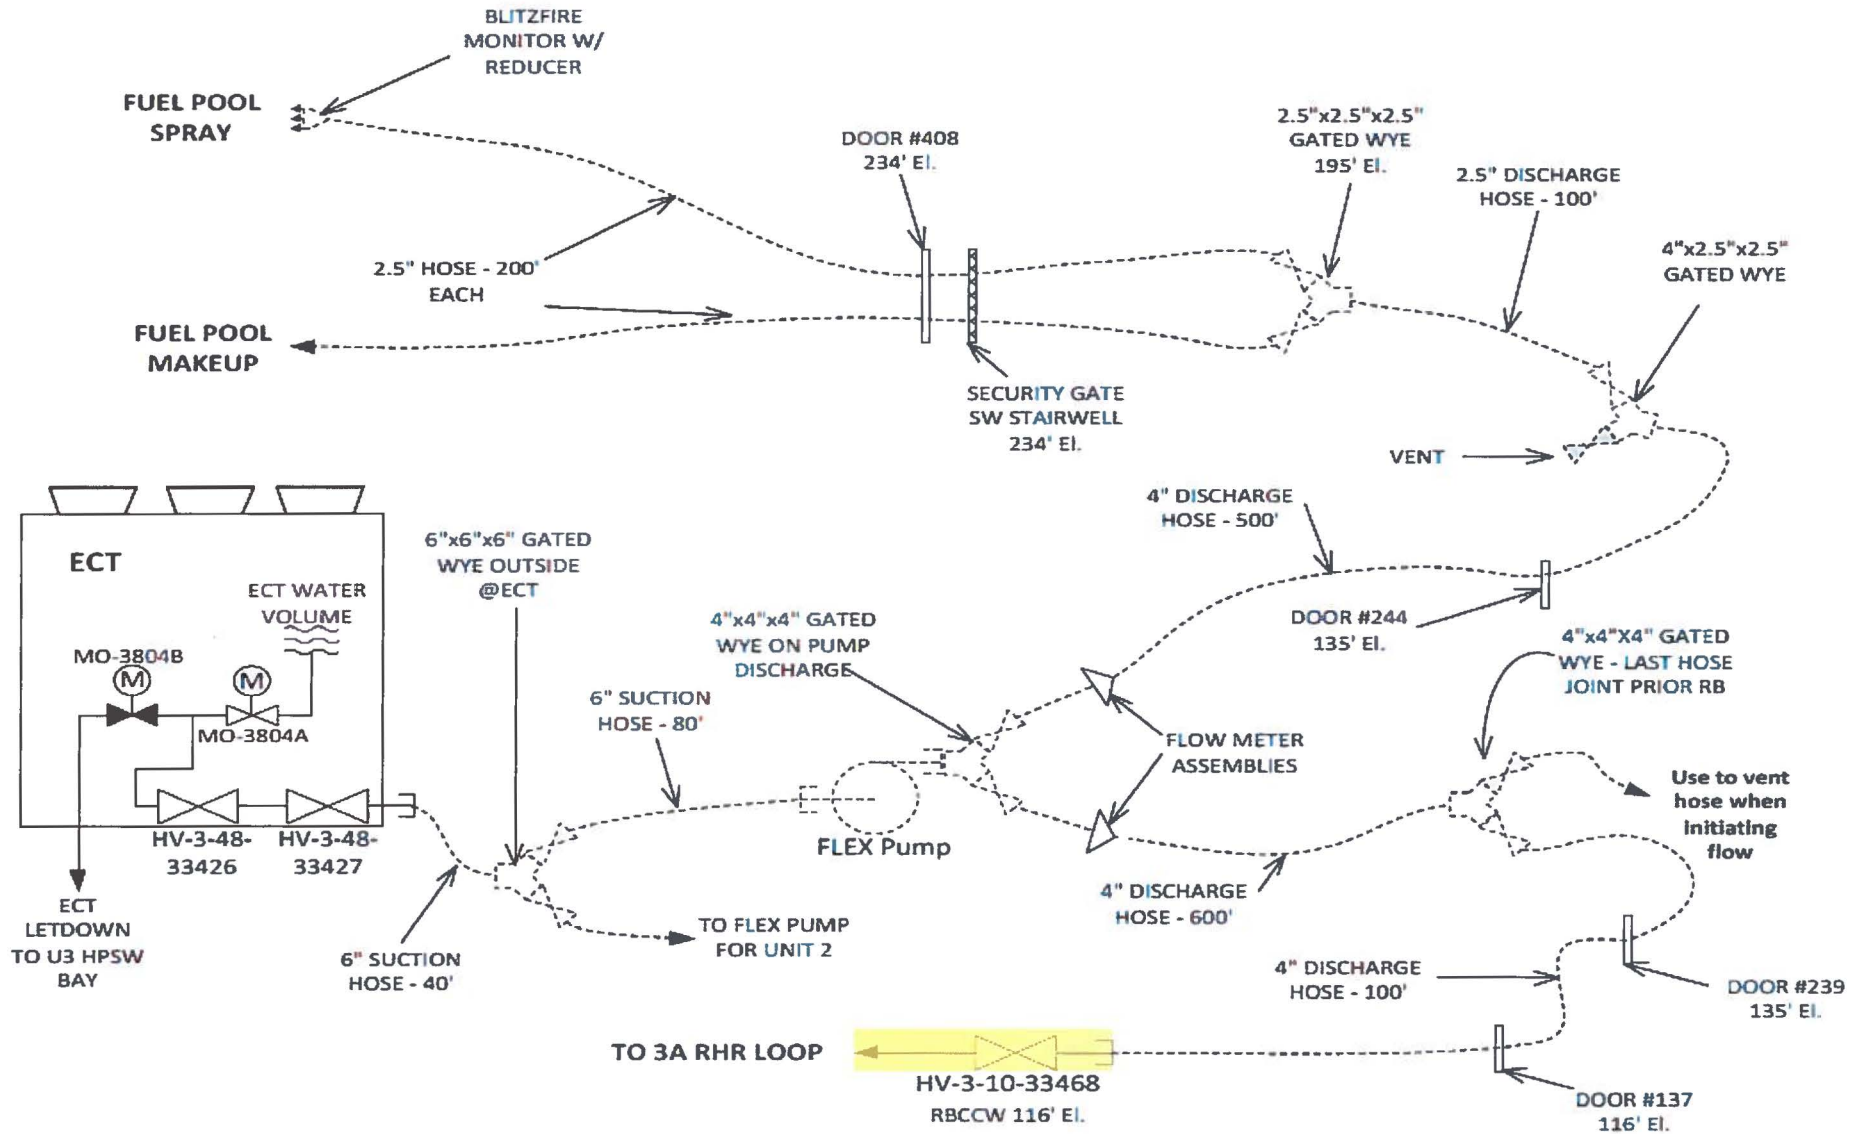 BLITZFIRE
MONITOR W/
REDUCER
FUEL POOL
SPRAY
DOOR #408
234' El.
2.5"x2.5"x2.5"
GATED WYE
195' El.
2.5" DISCHARGE
HOSE - 100'
4"x2.5"x2.5"
GATED WYE
2.5" HOSE - 200'
EACH
FUEL POOL
MAKEUP
SECURITY GATE
SW STAIRWELL
234' El.
VENT
4" DISCHARGE
HOSE - 500'
ECT
ECT WATER
VOLUME
MO-3804B
M
M
MO-3804A
HV-3-48-
33426
HV-3-48-
33427
ECT
LETDOWN
TO U3 HPSW
BAY
6"x6"x6" GATED
WYE OUTSIDE
@ECT
6" SUCTION
HOSE - 80'
4"x4"x4" GATED
WYE ON PUMP
DISCHARGE
DOOR #244
135' El.
4"x4"X4" GATED
WYE - LAST HOSE
JOINT PRIOR RB
FLOW METER
ASSEMBLIES
FLEX Pump
Use to vent
hose when
initiating
flow
6" SUCTION
HOSE - 40'
TO FLEX PUMP
FOR UNIT 2
4" DISCHARGE
HOSE - 600'
4" DISCHARGE
HOSE - 100'
DOOR #239
135' El.
TO 3A RHR LOOP
HV-3-10-33468
RBCCW 116' El.
DOOR #137
116' El.